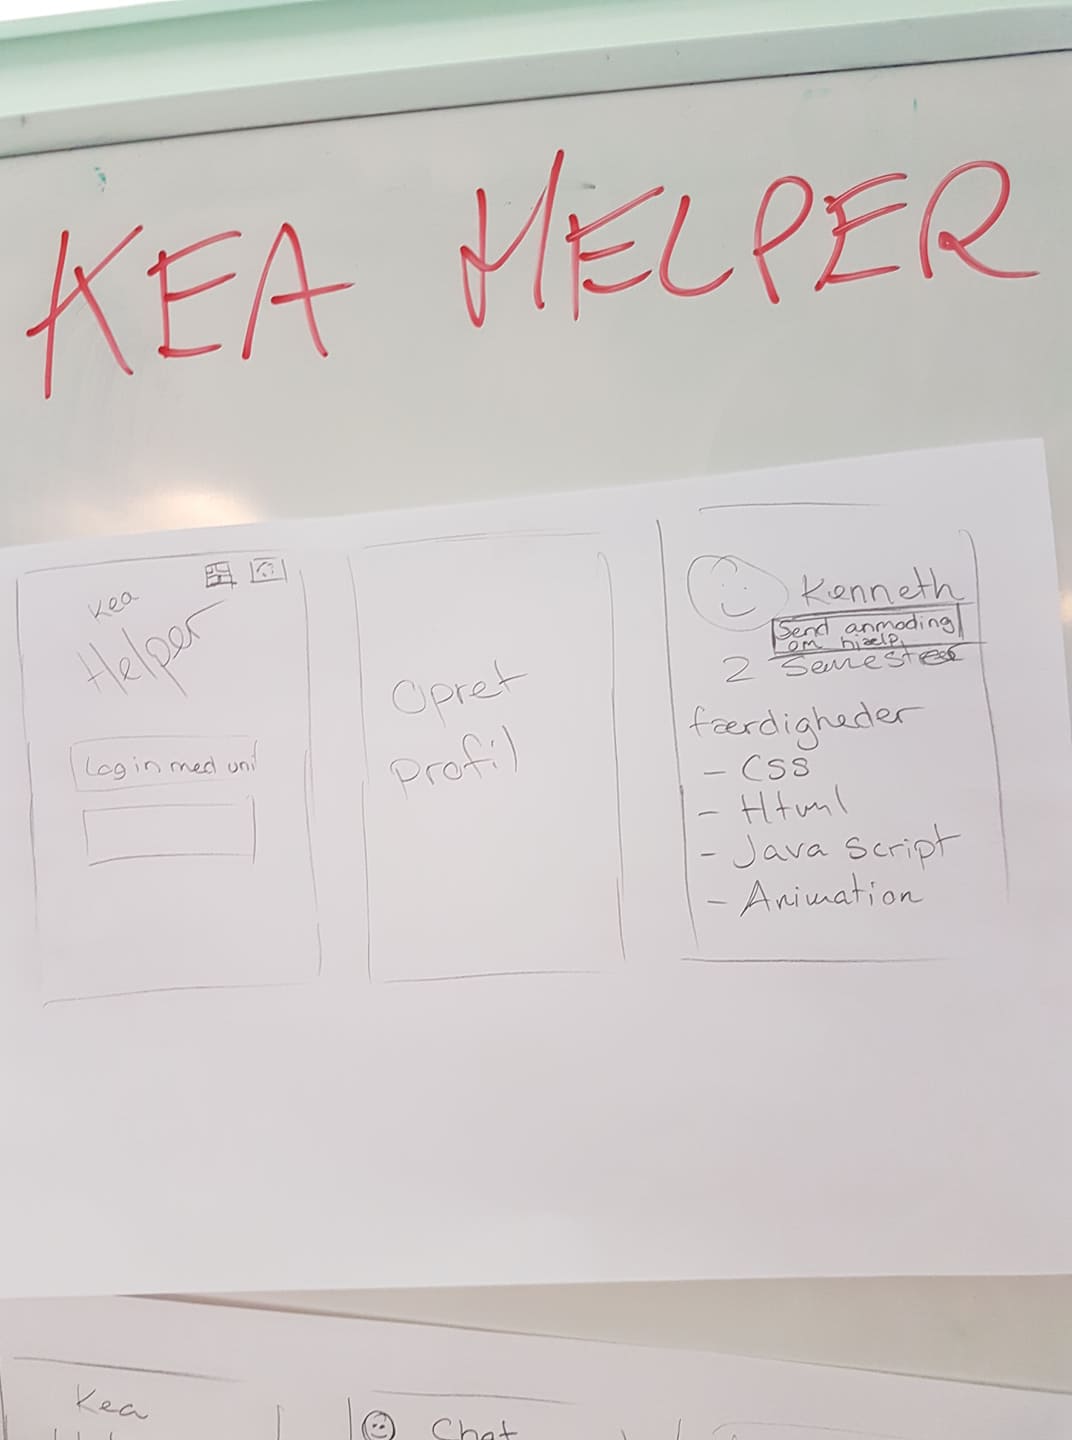 KEA HELPER
Kea
Helper
Log in med uni
Opret
profil
Kenneth
Send anmoding
om hjælp
2 Semester
færdigheder
- CSS
- Html
- Java Script
- Animation
Kea
Chat